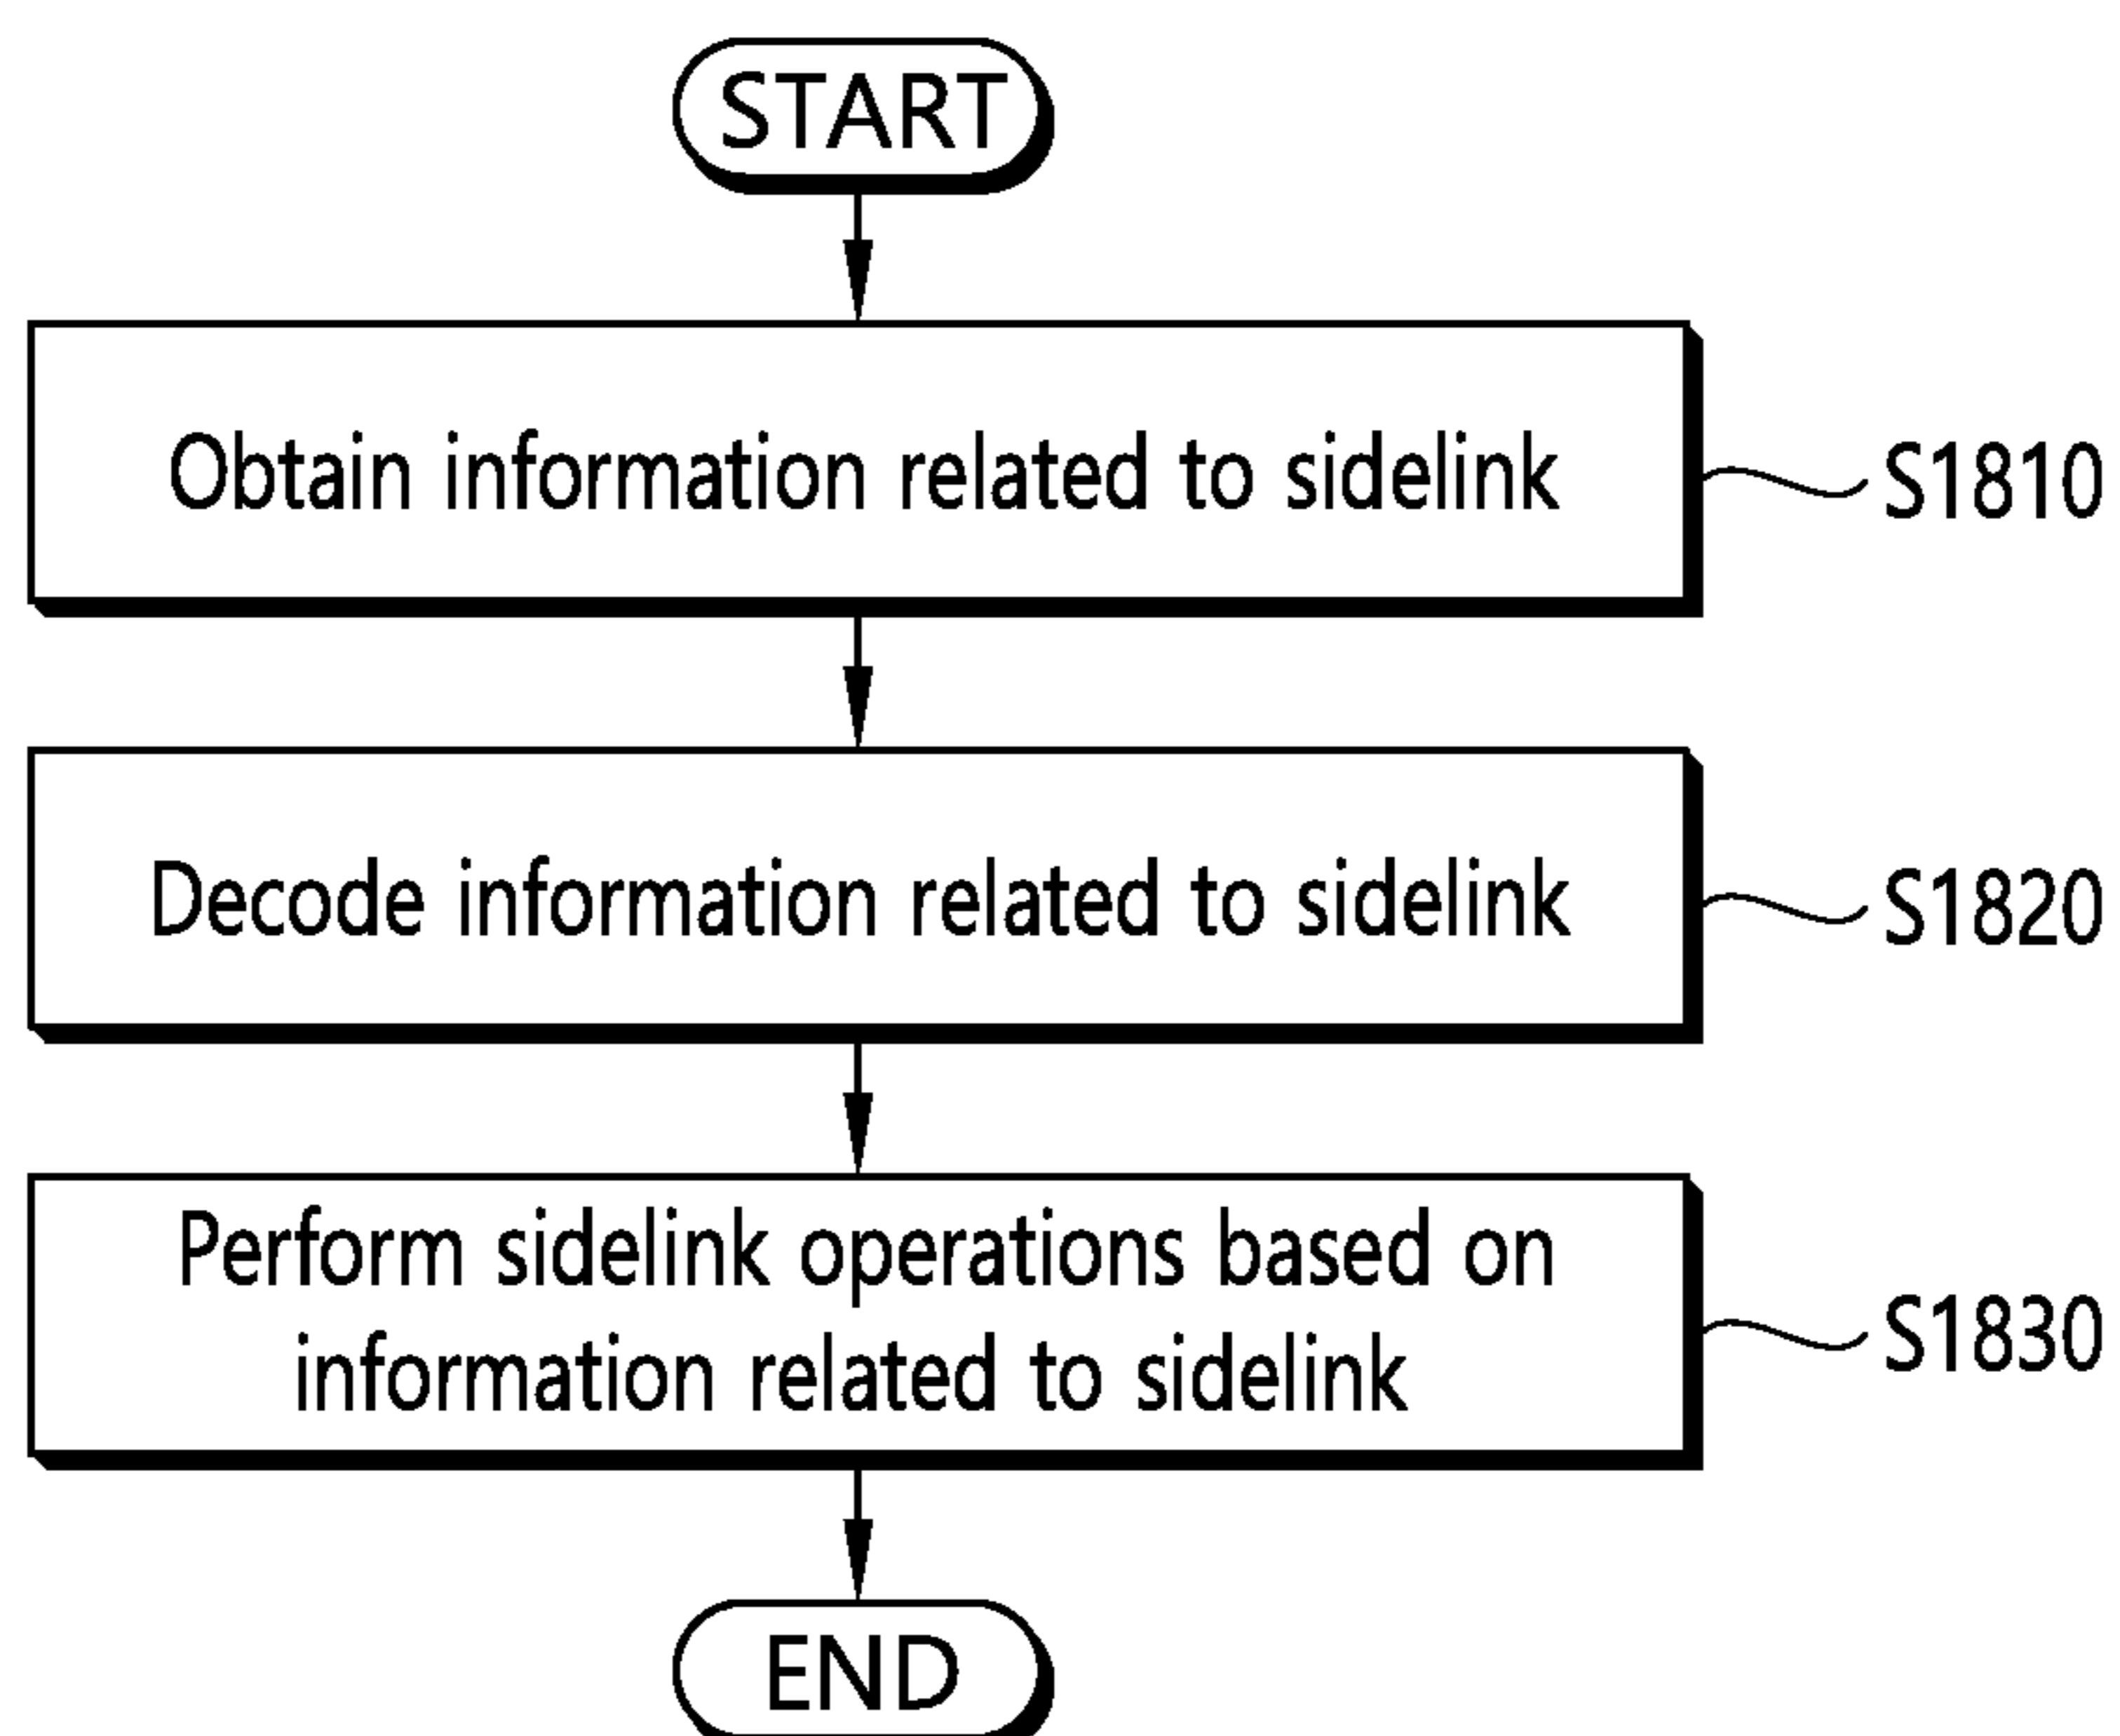 START
Obtain information related to sidelink
S1810
Decode information related to sidelink
S1820
Perform sidelink operations based on
information related to sidelink
S1830
END